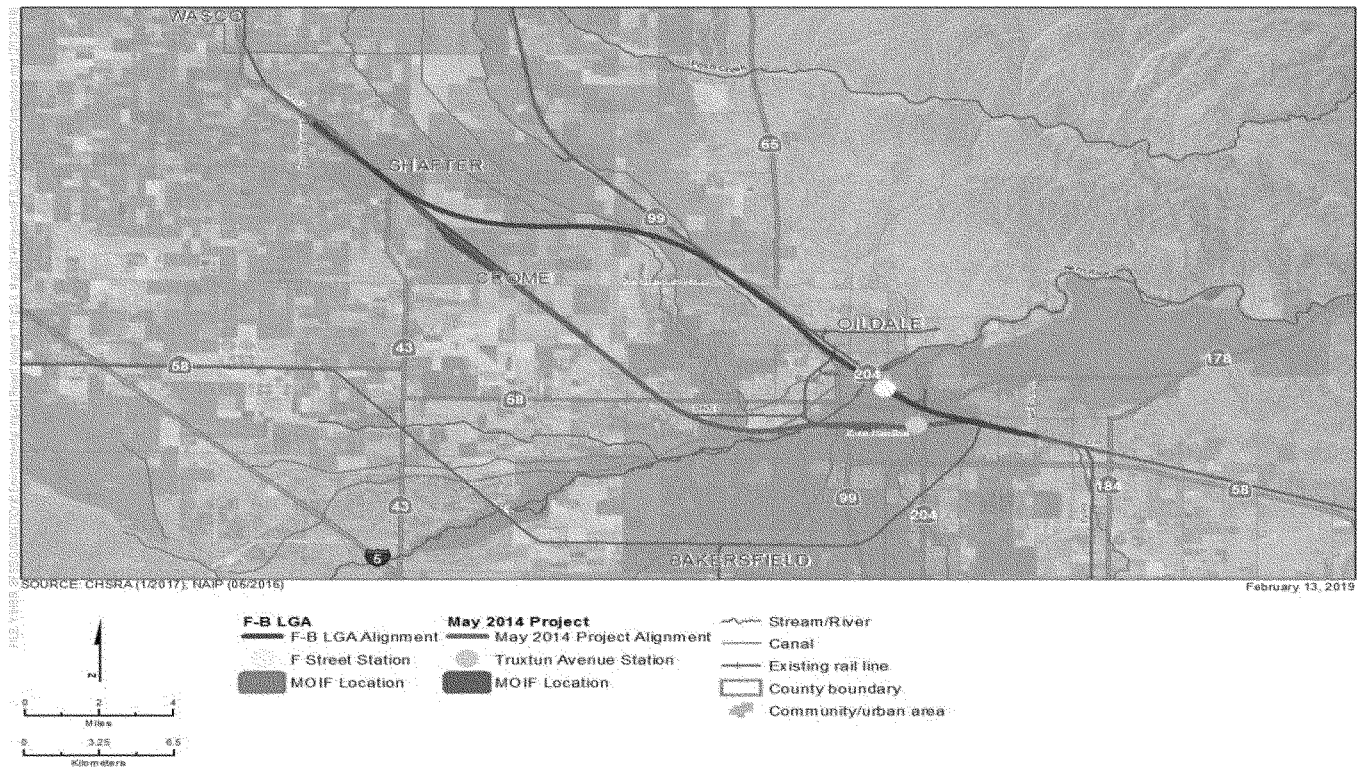 WASCO
65
SHAFTER
99
CROME
OILDALE
43
58
204
178
58
99
184
58
43
204
5
BAKERSFIELD
SOURCE: CHSRA (1/2017); NAIP (05/2016)
February 13, 2019
F-B LGA
F-B LGA Alignment
F Street Station
MOIF Location
May 2014 Project
May 2014 Project Alignment
Truxtun Avenue Station
MOIF Location
Stream/River
Canal
Existing rail line
County boundary
Community/urban area
N
0 2 4
Miles
0 3.25 6.5
Kilometers